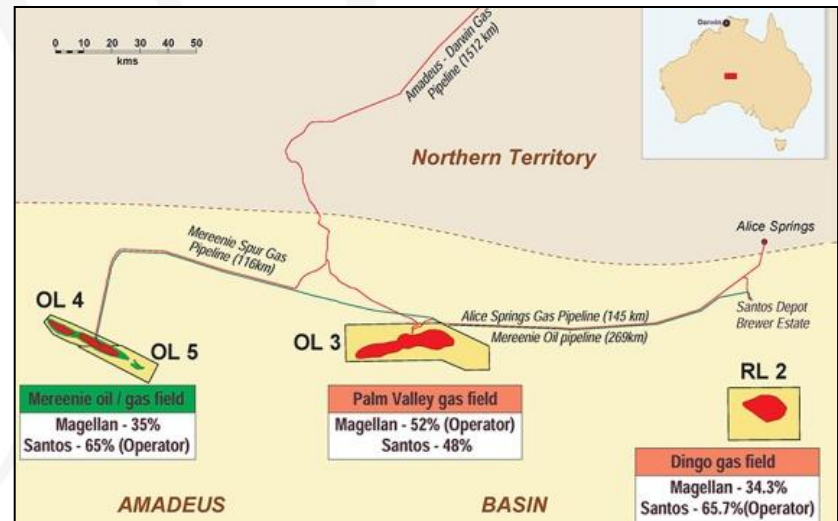 0 10 20 30 40 50
kms
Amadeus - Darwin Gas
Pipeline (1512 km)
Darwin
Northern Territory
Alice Springs
Mereenie Spur Gas
Pipeline (116km)
OL 4
OL 5
OL 3
Alice Springs Gas Pipeline (145 km)
Mereenie Oil pipeline (269km)
Santos Depot
Brewer Estate
RL 2
Mereenie oil / gas field
Magellan - 35%
Santos - 65% (Operator)
Palm Valley gas field
Magellan - 52% (Operator)
Santos - 48%
Dingo gas field
Magellan - 34.3%
Santos - 65.7%(Operator)
AMADEUS BASIN